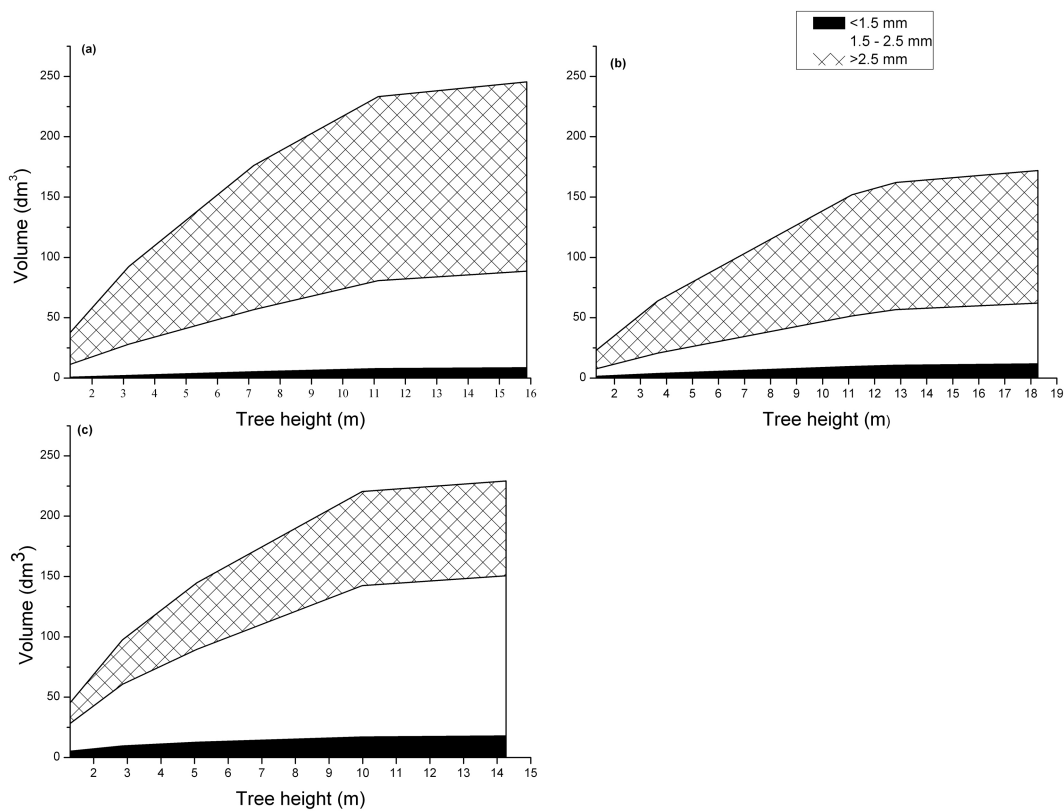 <1.5 mm
1.5 - 2.5 mm
>2.5 mm
(a)
250
200
150
100
50
0
Volume (dm³)
2 3 4 5 6 7 8 9 10 11 12 13 14 15 16
Tree height (m)
(b)
250
200
150
100
50
0
2 3 4 5 6 7 8 9 10 11 12 13 14 15 16 17 18 19
Tree height (m)
(c)
250
200
150
100
50
0
Volume (dm³)
2 3 4 5 6 7 8 9 10 11 12 13 14 15
Tree height (m)